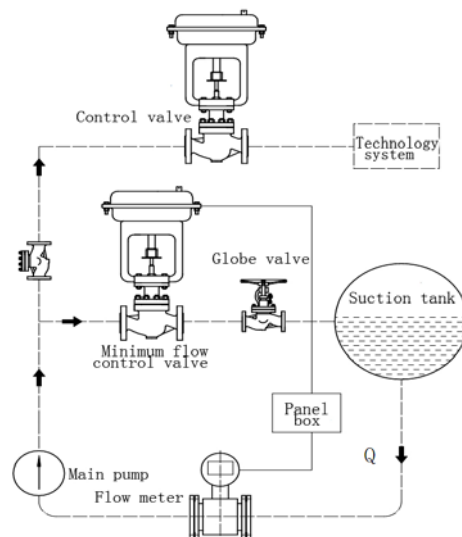 Control valve
Technology
system
Globe valve
Suction tank
Minimum flow
control valve
Panel
box
Q
Main pump
Flow meter